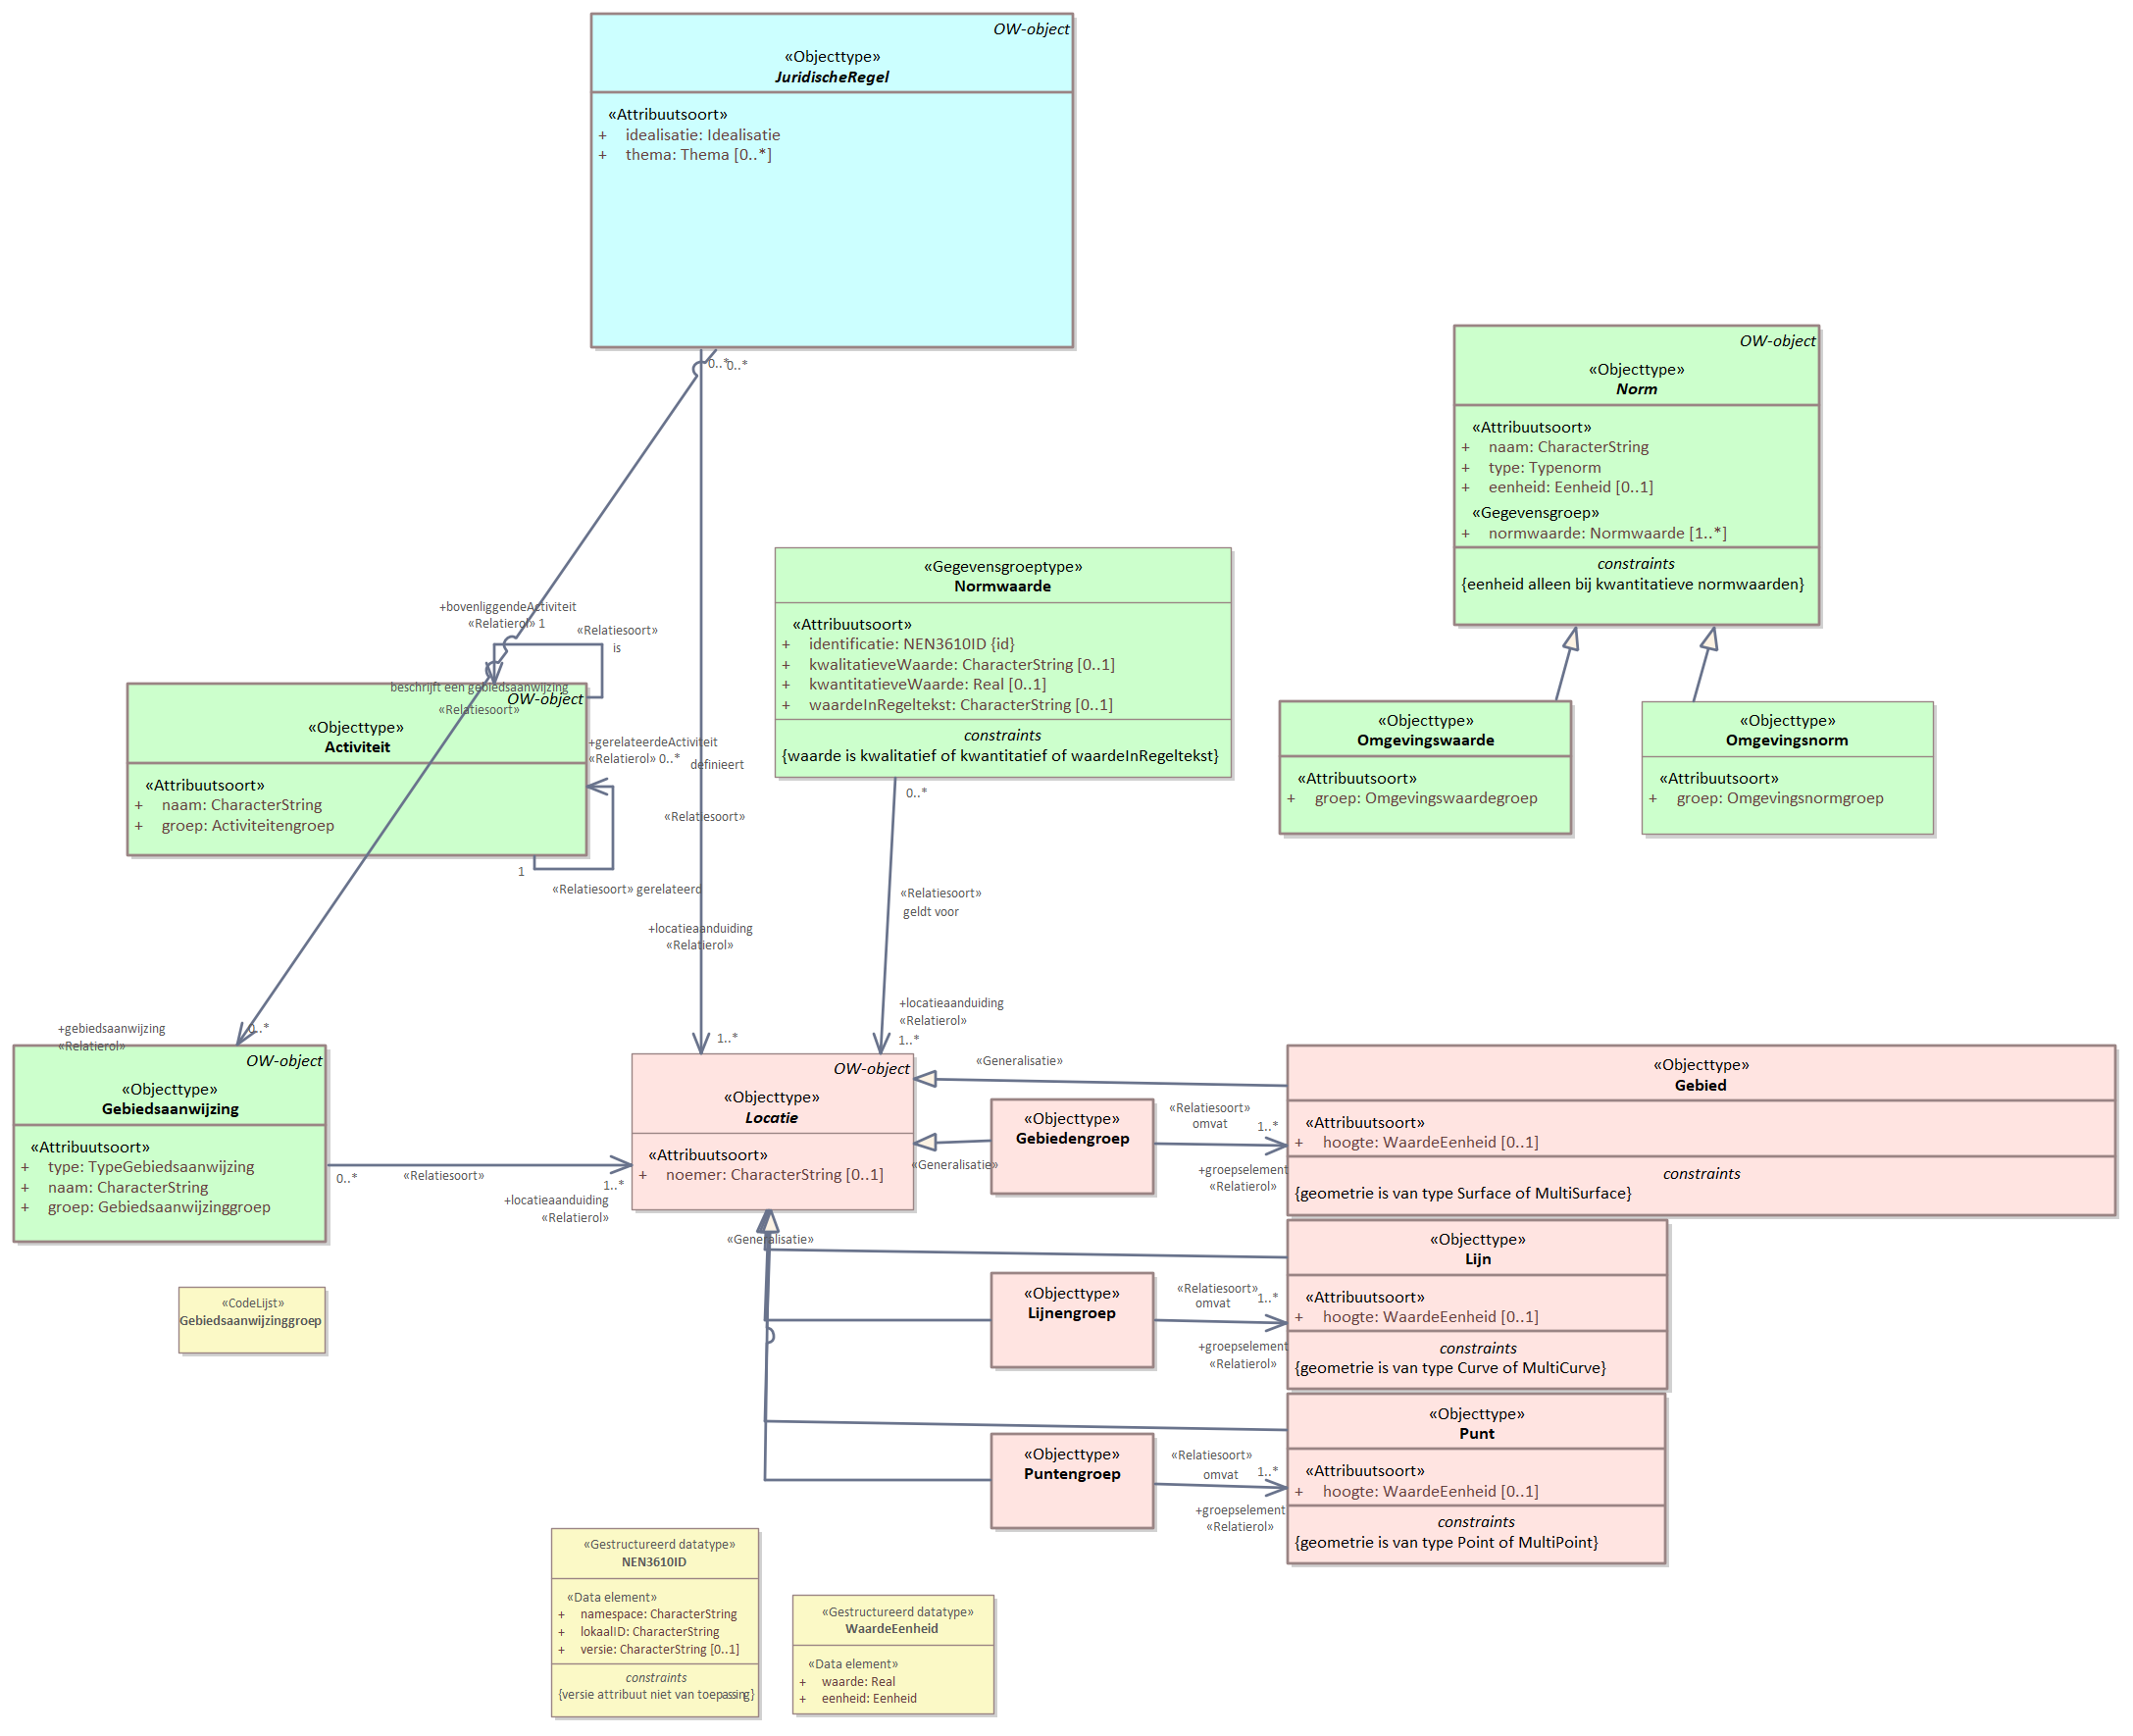 OW-object
«Objecttype»
JuridischeRegel
«Attribuutsoort»
+ idealisatie: Idealisatie
+ thema: Thema [0..*]
0..*
0..*
OW-object
«Objecttype»
Norm
«Attribuutsoort»
+ naam: CharacterString
+ type: Typenorm
+ eenheid: Eenheid [0..1]
«Gegevensgroep»
+ normwaarde: Normwaarde [1..*]
constraints
{eenheid alleen bij kwantitatieve normwaarden}
«Gegevensgroeptype»
Normwaarde
«Attribuutsoort»
+ identificatie: NEN3610ID {id}
+ kwalitatieveWaarde: CharacterString [0..1]
+ kwantitatieveWaarde: Real [0..1]
+ waardeInRegeltekst: CharacterString [0..1]
constraints
{waarde is kwalitatief of kwantitatief of waardeInRegeltekst}
0..*
+bovenliggendeActiviteit
«Relatierol» 1
«Relatiesoort»
is
beschrijft een gebiedsaanwijzing
«Relatiesoort»
OW-object
«Objecttype»
Activiteit
«Attribuutsoort»
+ naam: CharacterString
+ groep: Activiteitengroep
+gerelateerdeActiviteit
«Relatierol» 0..*
definieert
«Relatiesoort»
1
«Relatiesoort» gerelateerd
«Objecttype»
Omgevingswaarde
«Attribuutsoort»
+ groep: Omgevingswaardegroep
«Objecttype»
Omgevingsnorm
«Attribuutsoort»
+ groep: Omgevingsnormgroep
«Relatiesoort»
geldt voor
+locatieaanduiding
«Relatierol»
1..*
+locatieaanduiding
«Relatierol»
1..*
+gebiedsaanwijzing
«Relatierol»
0..*
OW-object
«Objecttype»
Gebiedsaanwijzing
«Attribuutsoort»
+ type: TypeGebiedsaanwijzing
+ naam: CharacterString
+ groep: Gebiedsaanwijzinggroep
0..*
«Relatiesoort»
+locatieaanduiding
«Relatierol»
1..*
OW-object
«Objecttype»
Locatie
«Attribuutsoort»
+ noemer: CharacterString [0..1]
«Generalisatie»
«Generalisatie»
«Generalisatie»
«Objecttype»
Gebiedengroep
«Relatiesoort»
omvat
1..*
+groepselement
«Relatierol»
«Objecttype»
Gebied
«Attribuutsoort»
+ hoogte: WaardeEenheid [0..1]
constraints
{geometrie is van type Surface of MultiSurface}
«Objecttype»
Lijn
«Attribuutsoort»
+ hoogte: WaardeEenheid [0..1]
constraints
{geometrie is van type Curve of MultiCurve}
«Objecttype»
Lijnengroep
«Relatiesoort»
omvat
1..*
+groepselement
«Relatierol»
«Objecttype»
Punt
«Attribuutsoort»
+ hoogte: WaardeEenheid [0..1]
constraints
{geometrie is van type Point of MultiPoint}
«Objecttype»
Puntengroep
«Relatiesoort»
omvat
1..*
+groepselement
«Relatierol»
«CodeLijst»
Gebiedsaanwijzinggroep
«Gestructureerd datatype»
NEN3610ID
«Data element»
+ namespace: CharacterString
+ lokaalID: CharacterString
+ versie: CharacterString [0..1]
constraints
{versie attribuut niet van toepassing}
«Gestructureerd datatype»
WaardeEenheid
«Data element»
+ waarde: Real
+ eenheid: Eenheid